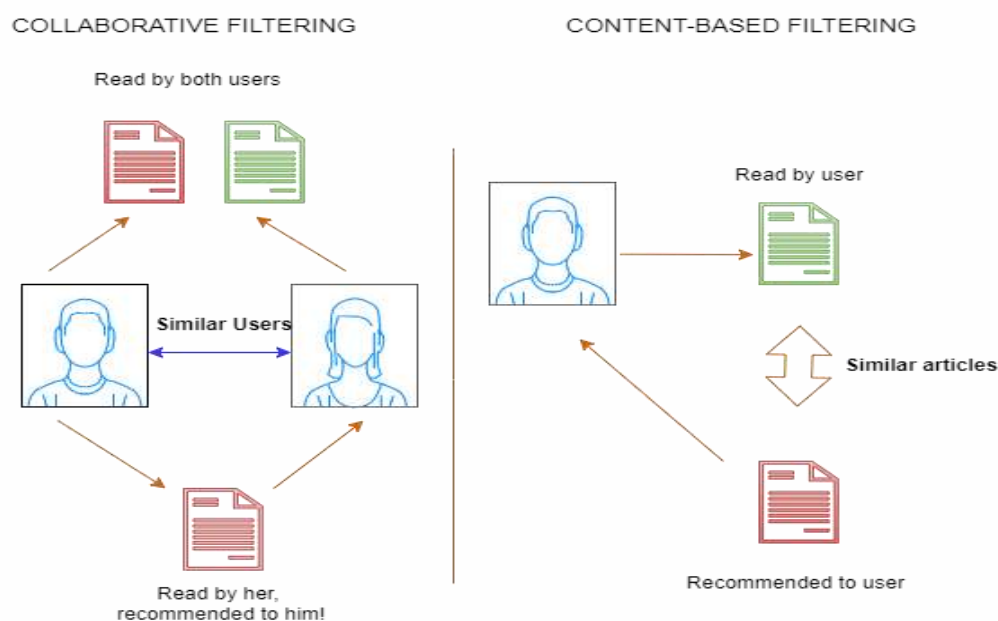 COLLABORATIVE FILTERING
Read by both users
Similar Users
Read by her,
recommended to him!
CONTENT-BASED FILTERING
Read by user
Similar articles
Recommended to user